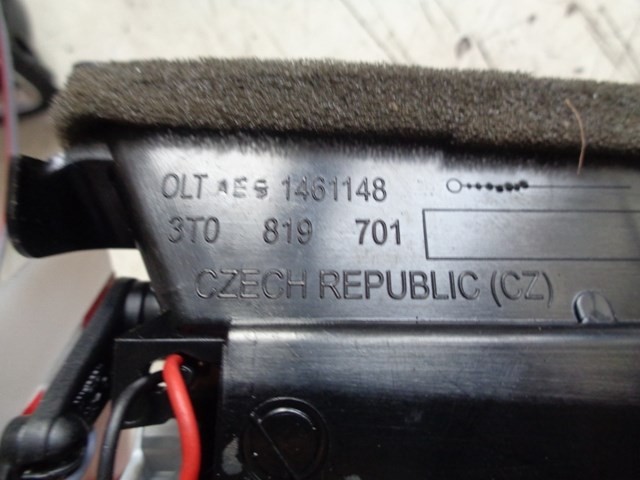 OLT AES 1461148
3T0 819 701
CZECH REPUBLIC (CZ)